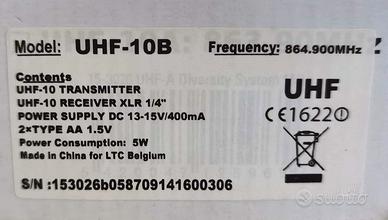 Model: UHF-10B
Frequency: 864.900MHz
Contents
UHF-10 TRANSMITTER
UHF-10 RECEIVER XLR 1/4"
POWER SUPPLY DC 13-15V/400mA
2×TYPE AA 1.5V
Power Consumption: 5W
Made in China for LTC Belgium
UHF
CE1622
S/N :153026b058709141600306
subito